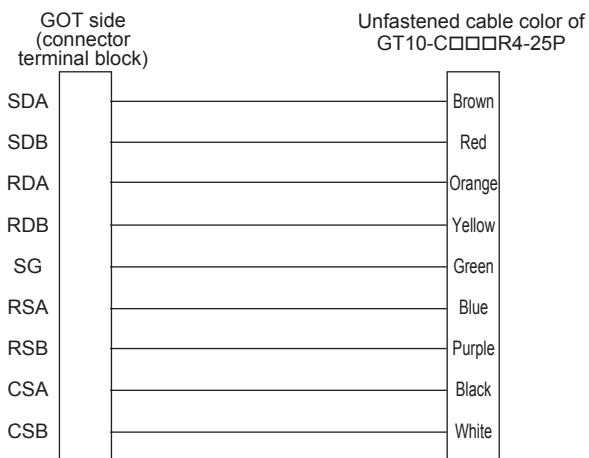 GOT side
(connector
terminal block)
Unfastened cable color of
GT10-C□□□R4-25P
SDA Brown
SDB Red
RDA Orange
RDB Yellow
SG Green
RSA Blue
RSB Purple
CSA Black
CSB White